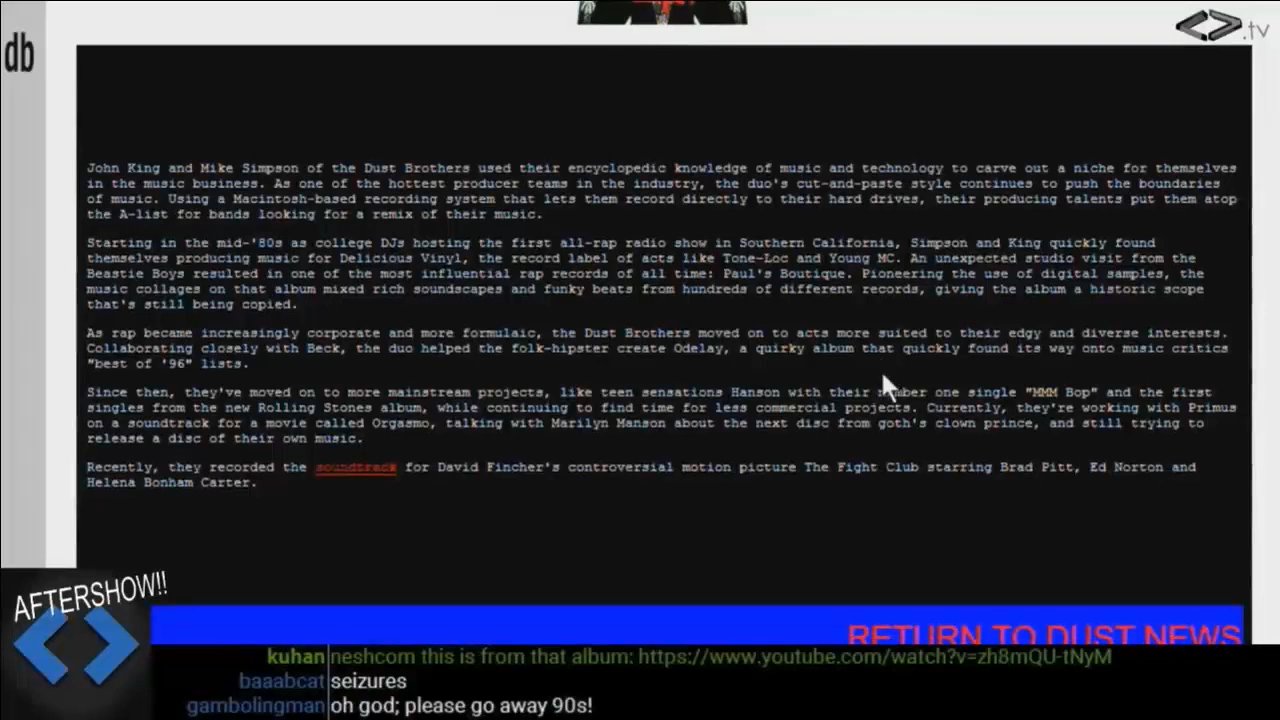 .tv
db
John King and Mike Simpson of the Dust Brothers used their encyclopedic knowledge of music and technology to carve out a niche for themselves
in the music business. As one of the hottest producer teams in the industry, the duo's cut-and-paste style continues to push the boundaries
of music. Using a Macintosh-based recording system that lets them record directly to their hard drives, their producing talents put them atop
the A-list for bands looking for a remix of their music.
Starting in the mid-'80s as college DJs hosting the first all-rap radio show in Southern California, Simpson and King quickly found
themselves producing music for Delicious Vinyl, the record label of acts like Tone-Loc and Young MC. An unexpected studio visit from the
Beastie Boys resulted in one of the most influential rap records of all time: Paul's Boutique. Pioneering the use of digital samples, the
music collages on that album mixed rich soundscapes and funky beats from hundreds of different records, giving the album a historic scope
that's still being copied.
As rap became increasingly corporate and more formulaic, the Dust Brothers moved on to acts more suited to their edgy and diverse interests.
Collaborating closely with Beck, the duo helped the folk-hipster create Odelay, a quirky album that quickly found its way onto music critics
"best of '96" lists.
Since then, they've moved on to more mainstream projects, like teen sensations Hanson with their number one single "MMM Bop" and the first
singles from the new Rolling Stones album, while continuing to find time for less commercial projects. Currently, they're working with Primus
on a soundtrack for a movie called Orgasmo, talking with Marilyn Manson about the next disc from goth's clown prince, and still trying to
release a disc of their own music.
Recently, they recorded the soundtrack for David Fincher's controversial motion picture The Fight Club starring Brad Pitt, Ed Norton and
Helena Bonham Carter.
AFTERSHOW!!
RETURN TO DUST NEWS
kuhan neshcom this is from that album: https://www.youtube.com/watch?v=zh8mQU-tNyM
baaabcat seizures
gambolingman oh god; please go away 90s!